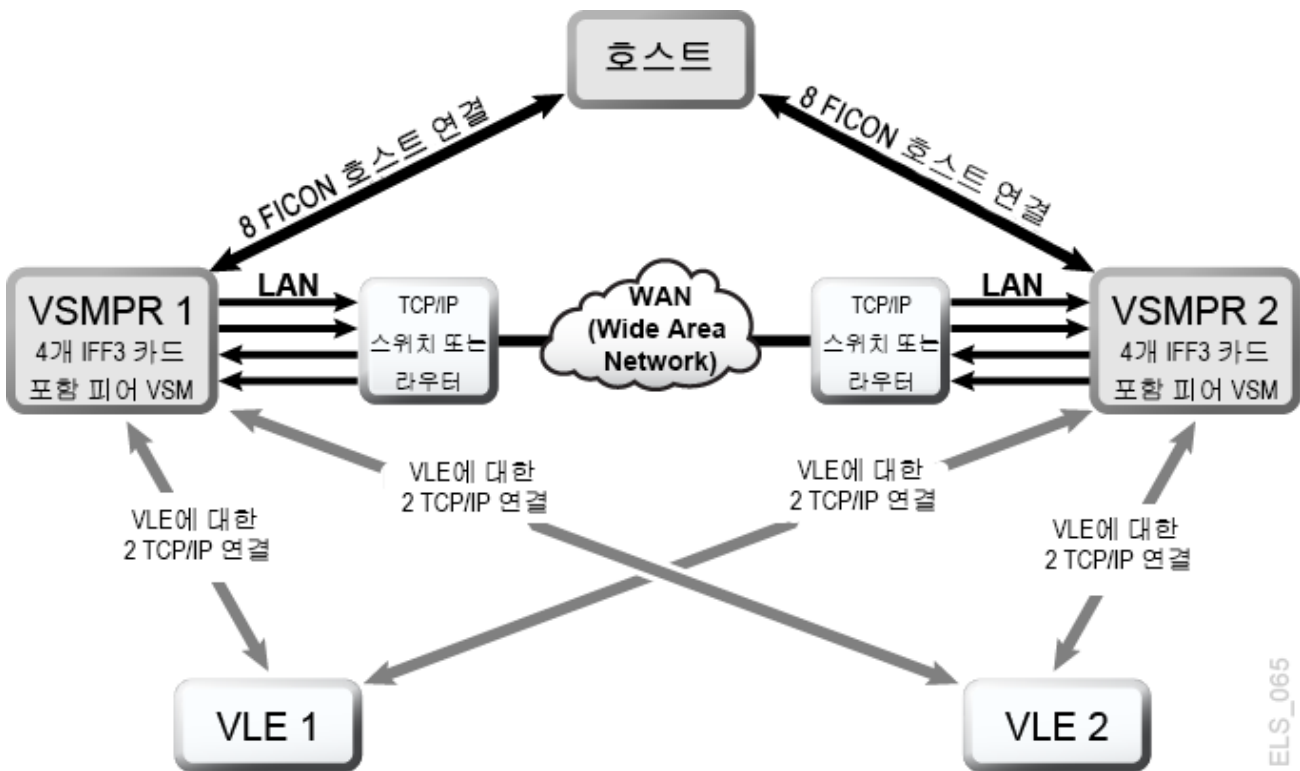 호스트
8 FICON 호스트 연결
8 FICON 호스트 연결
VSMPR 1
4개 IFF3 카드
포함 피어 VSM
LAN
TCP/IP
스위치 또는
라우터
WAN
(Wide Area
Network)
TCP/IP
스위치 또는
라우터
LAN
VSMPR 2
4개 IFF3 카드
포함 피어 VSM
VLE에 대한
2 TCP/IP 연결
VLE에 대한
2 TCP/IP 연결
VLE에 대한
2 TCP/IP 연결
VLE에 대한
2 TCP/IP 연결
VLE 1
VLE 2
ELS_065